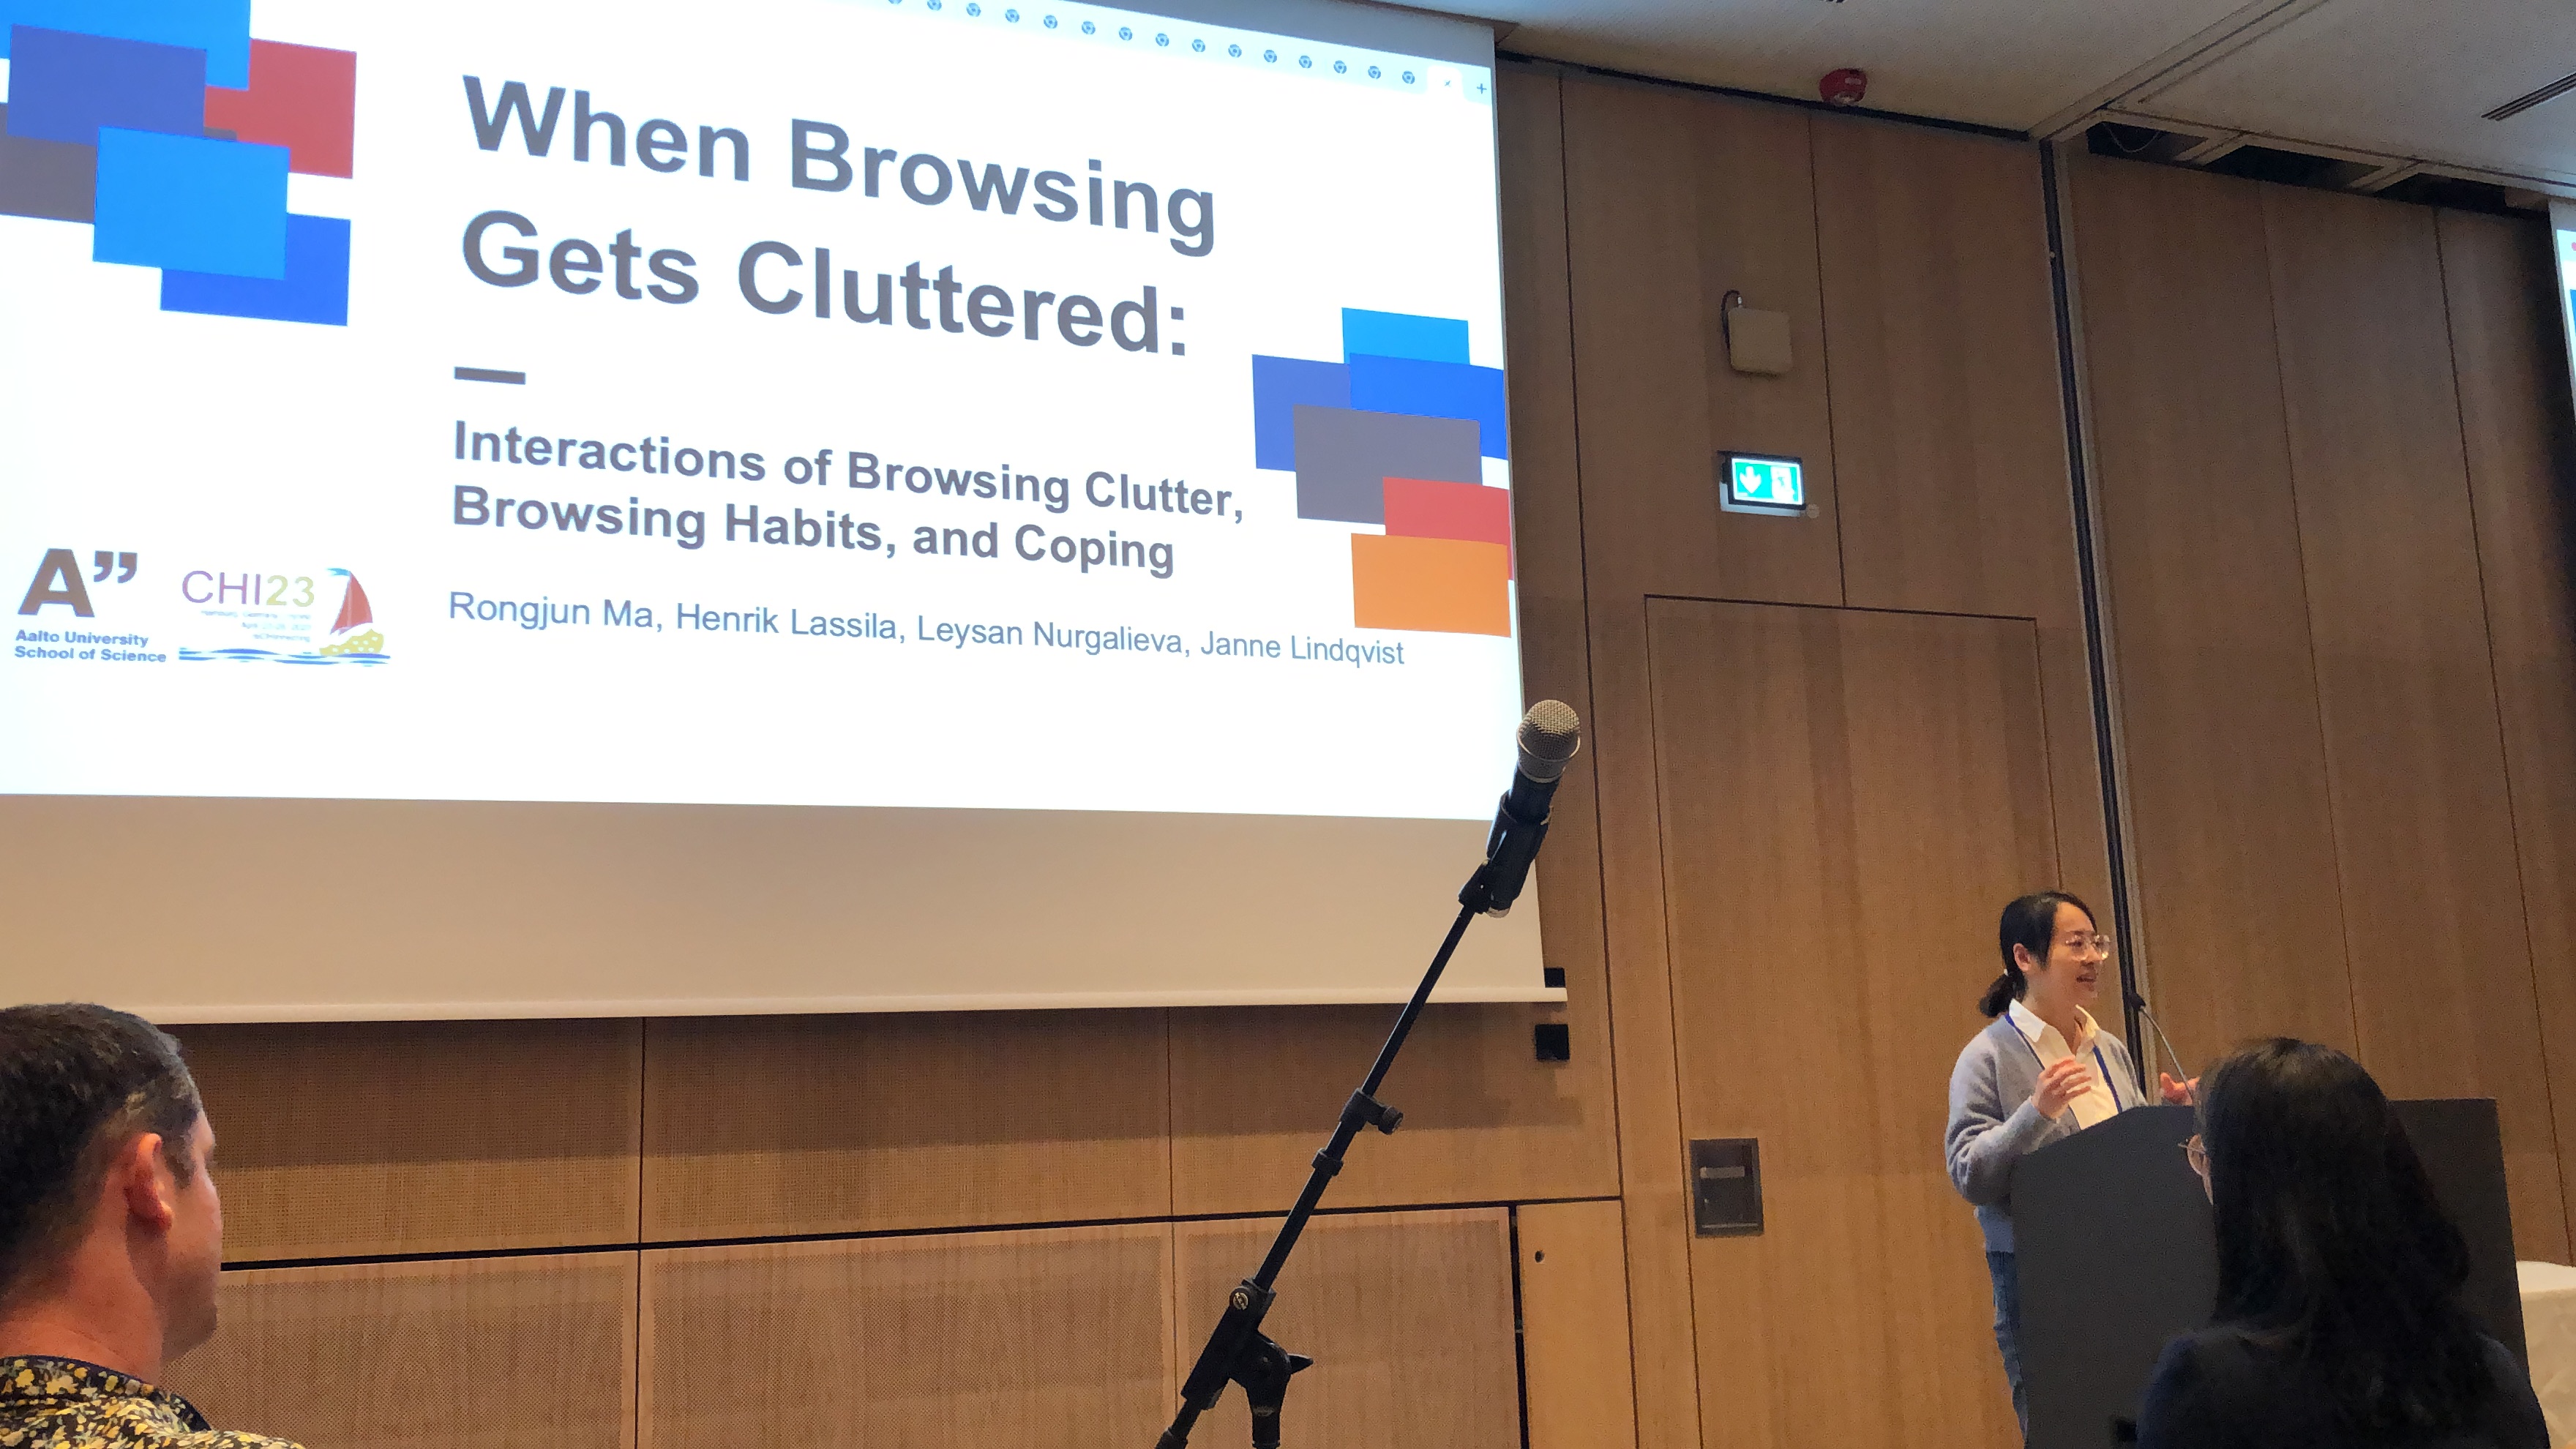 When Browsing
Gets Cluttered:
Interactions of Browsing Clutter,
Browsing Habits, and Coping
Rongjun Ma, Henrik Lassila, Leysan Nurgalieva, Janne Lindqvist
A”
Aalto University
School of Science
CHI23